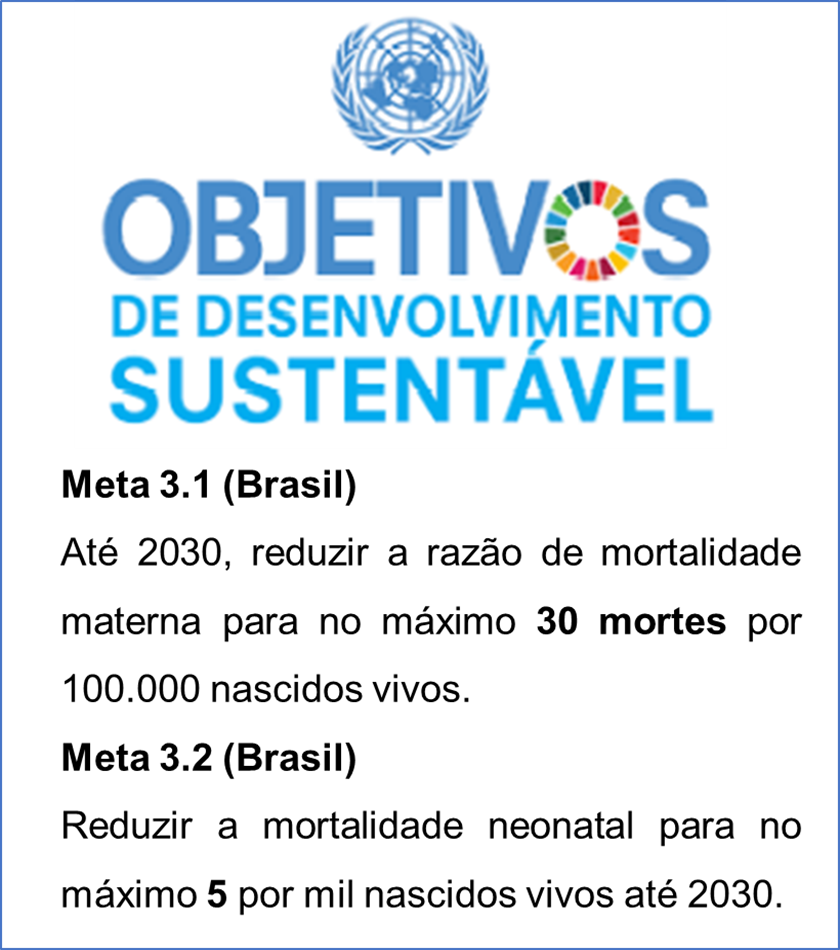 OBJETIVOS
DE DESENVOLVIMENTO
SUSTENTÁVEL
Meta 3.1 (Brasil)
Até 2030, reduzir a razão de mortalidade
materna para no máximo 30 mortes por
100.000 nascidos vivos.
Meta 3.2 (Brasil)
Reduzir a mortalidade neonatal para no
máximo 5 por mil nascidos vivos até 2030.